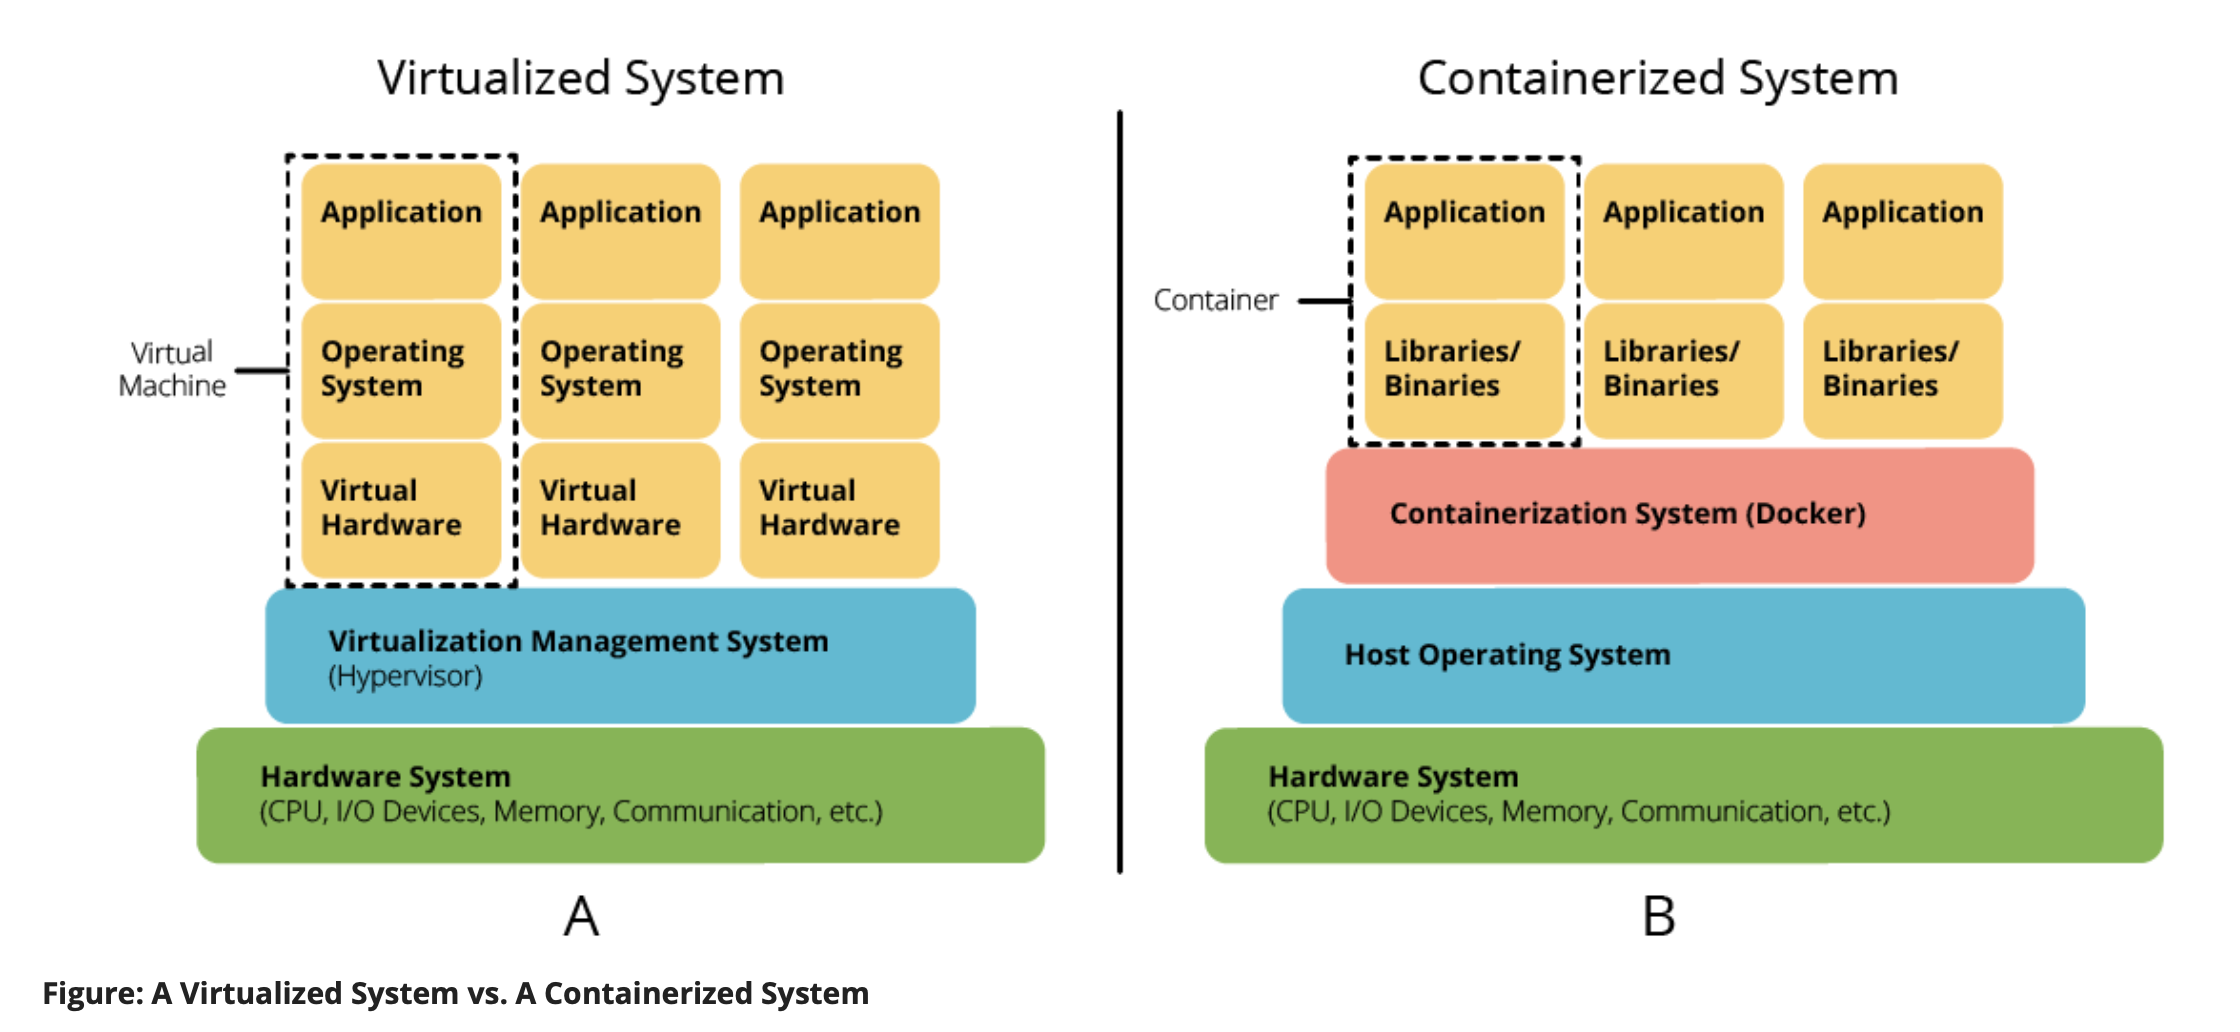 Virtualized System
Application
Application
Application
Virtual
Machine
Operating
System
Operating
System
Operating
System
Virtual
Hardware
Virtual
Hardware
Virtual
Hardware
Virtualization Management System
(Hypervisor)
Hardware System
(CPU, I/O Devices, Memory, Communication, etc.)
A
Containerized System
Application
Application
Application
Container
Libraries/
Binaries
Libraries/
Binaries
Libraries/
Binaries
Containerization System (Docker)
Host Operating System
Hardware System
(CPU, I/O Devices, Memory, Communication, etc.)
B
Figure: A Virtualized System vs. A Containerized System